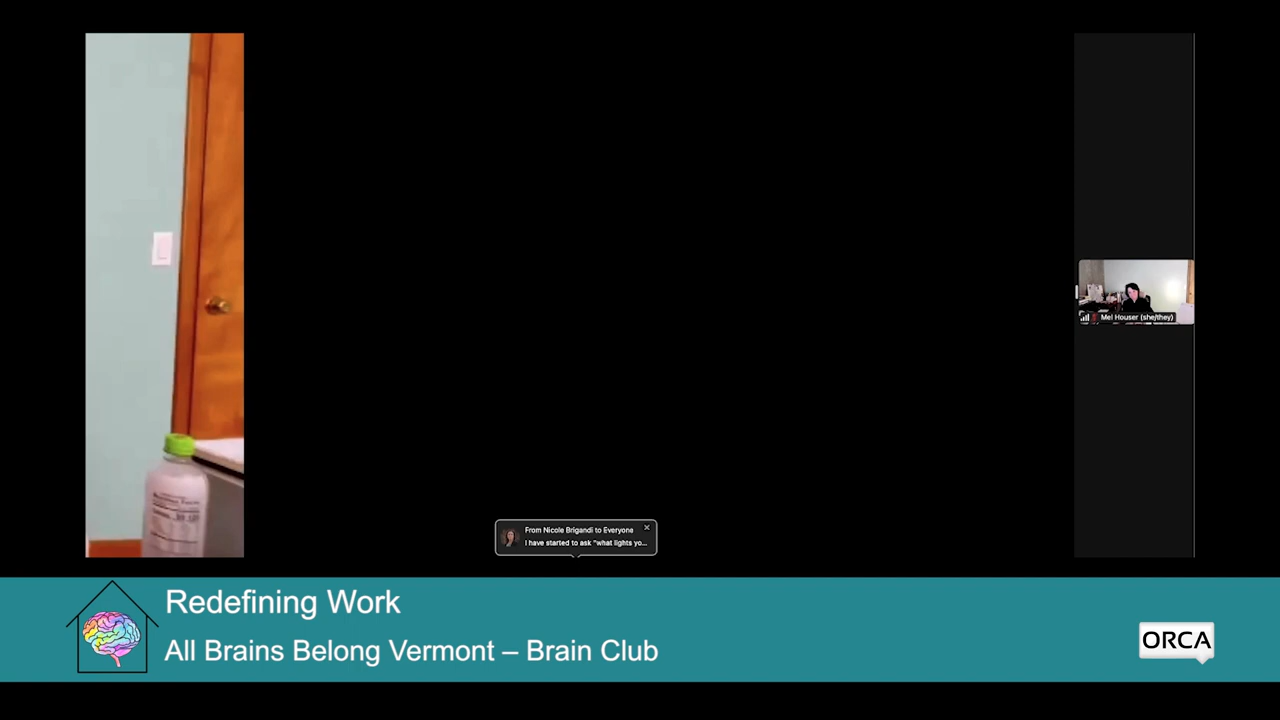 Mel Houser (she/they)
From Nicole Brigandi to Everyone
I have started to ask "what lights yo...
Redefining Work
All Brains Belong Vermont – Brain Club
ORCA